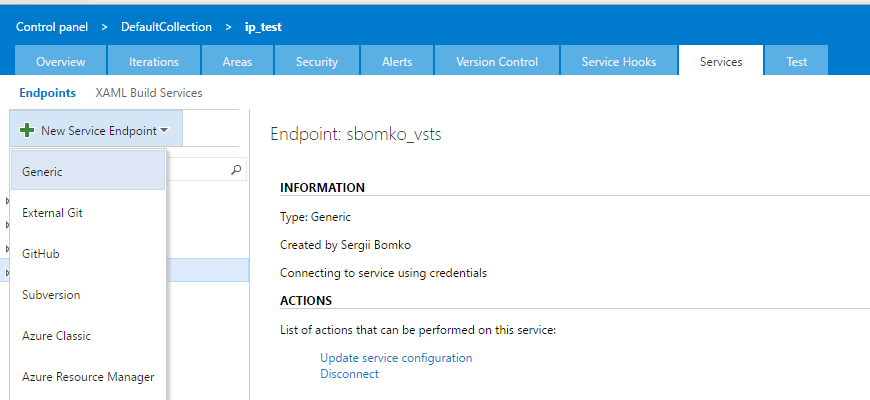 Control panel > DefaultCollection > ip_test
Overview Iterations Areas Security Alerts Version Control Service Hooks Services Test
Endpoints XAML Build Services
New Service Endpoint
Generic
External Git
GitHub
Subversion
Azure Classic
Azure Resource Manager
Endpoint: sbomko_vsts
INFORMATION
Type: Generic
Created by Sergii Bomko
Connecting to service using credentials
ACTIONS
List of actions that can be performed on this service:
Update service configuration
Disconnect